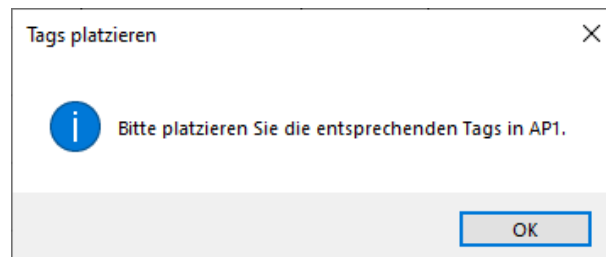 Tags platzieren
Bitte platzieren Sie die entsprechenden Tags in AP1.
OK